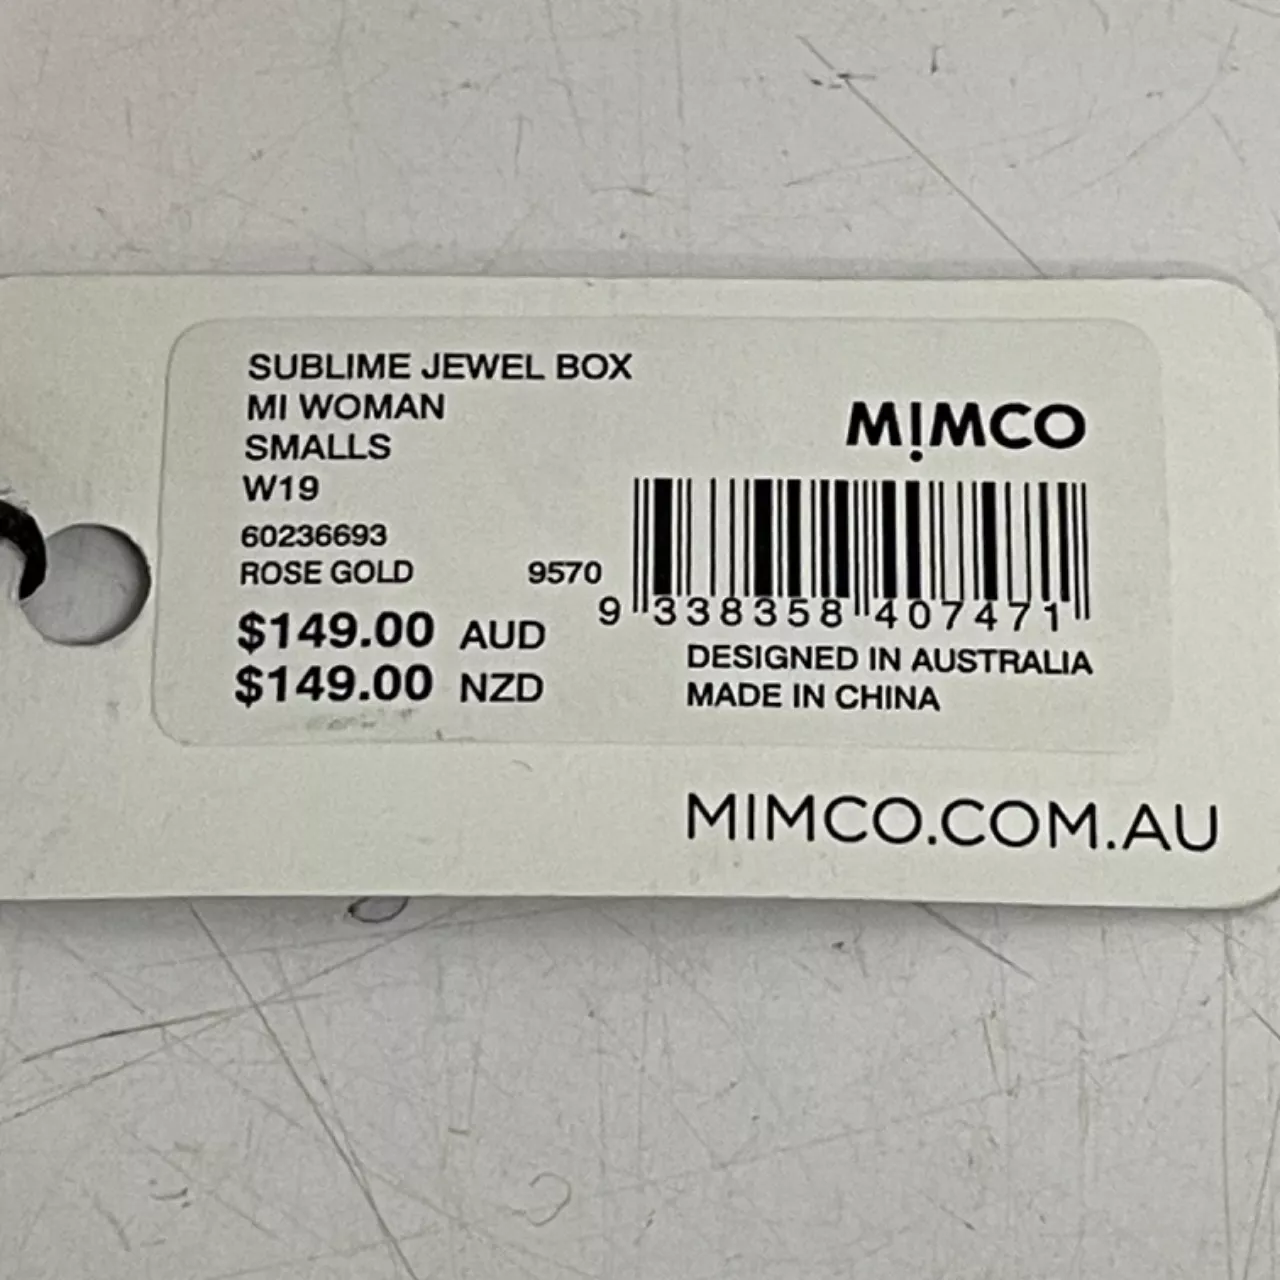 SUBLIME JEWEL BOX
MI WOMAN
SMALLS
W19
60236693
ROSE GOLD 9570
$149.00 AUD
$149.00 NZD
MIMCO
9 338358 407471
DESIGNED IN AUSTRALIA
MADE IN CHINA
MIMCO.COM.AU